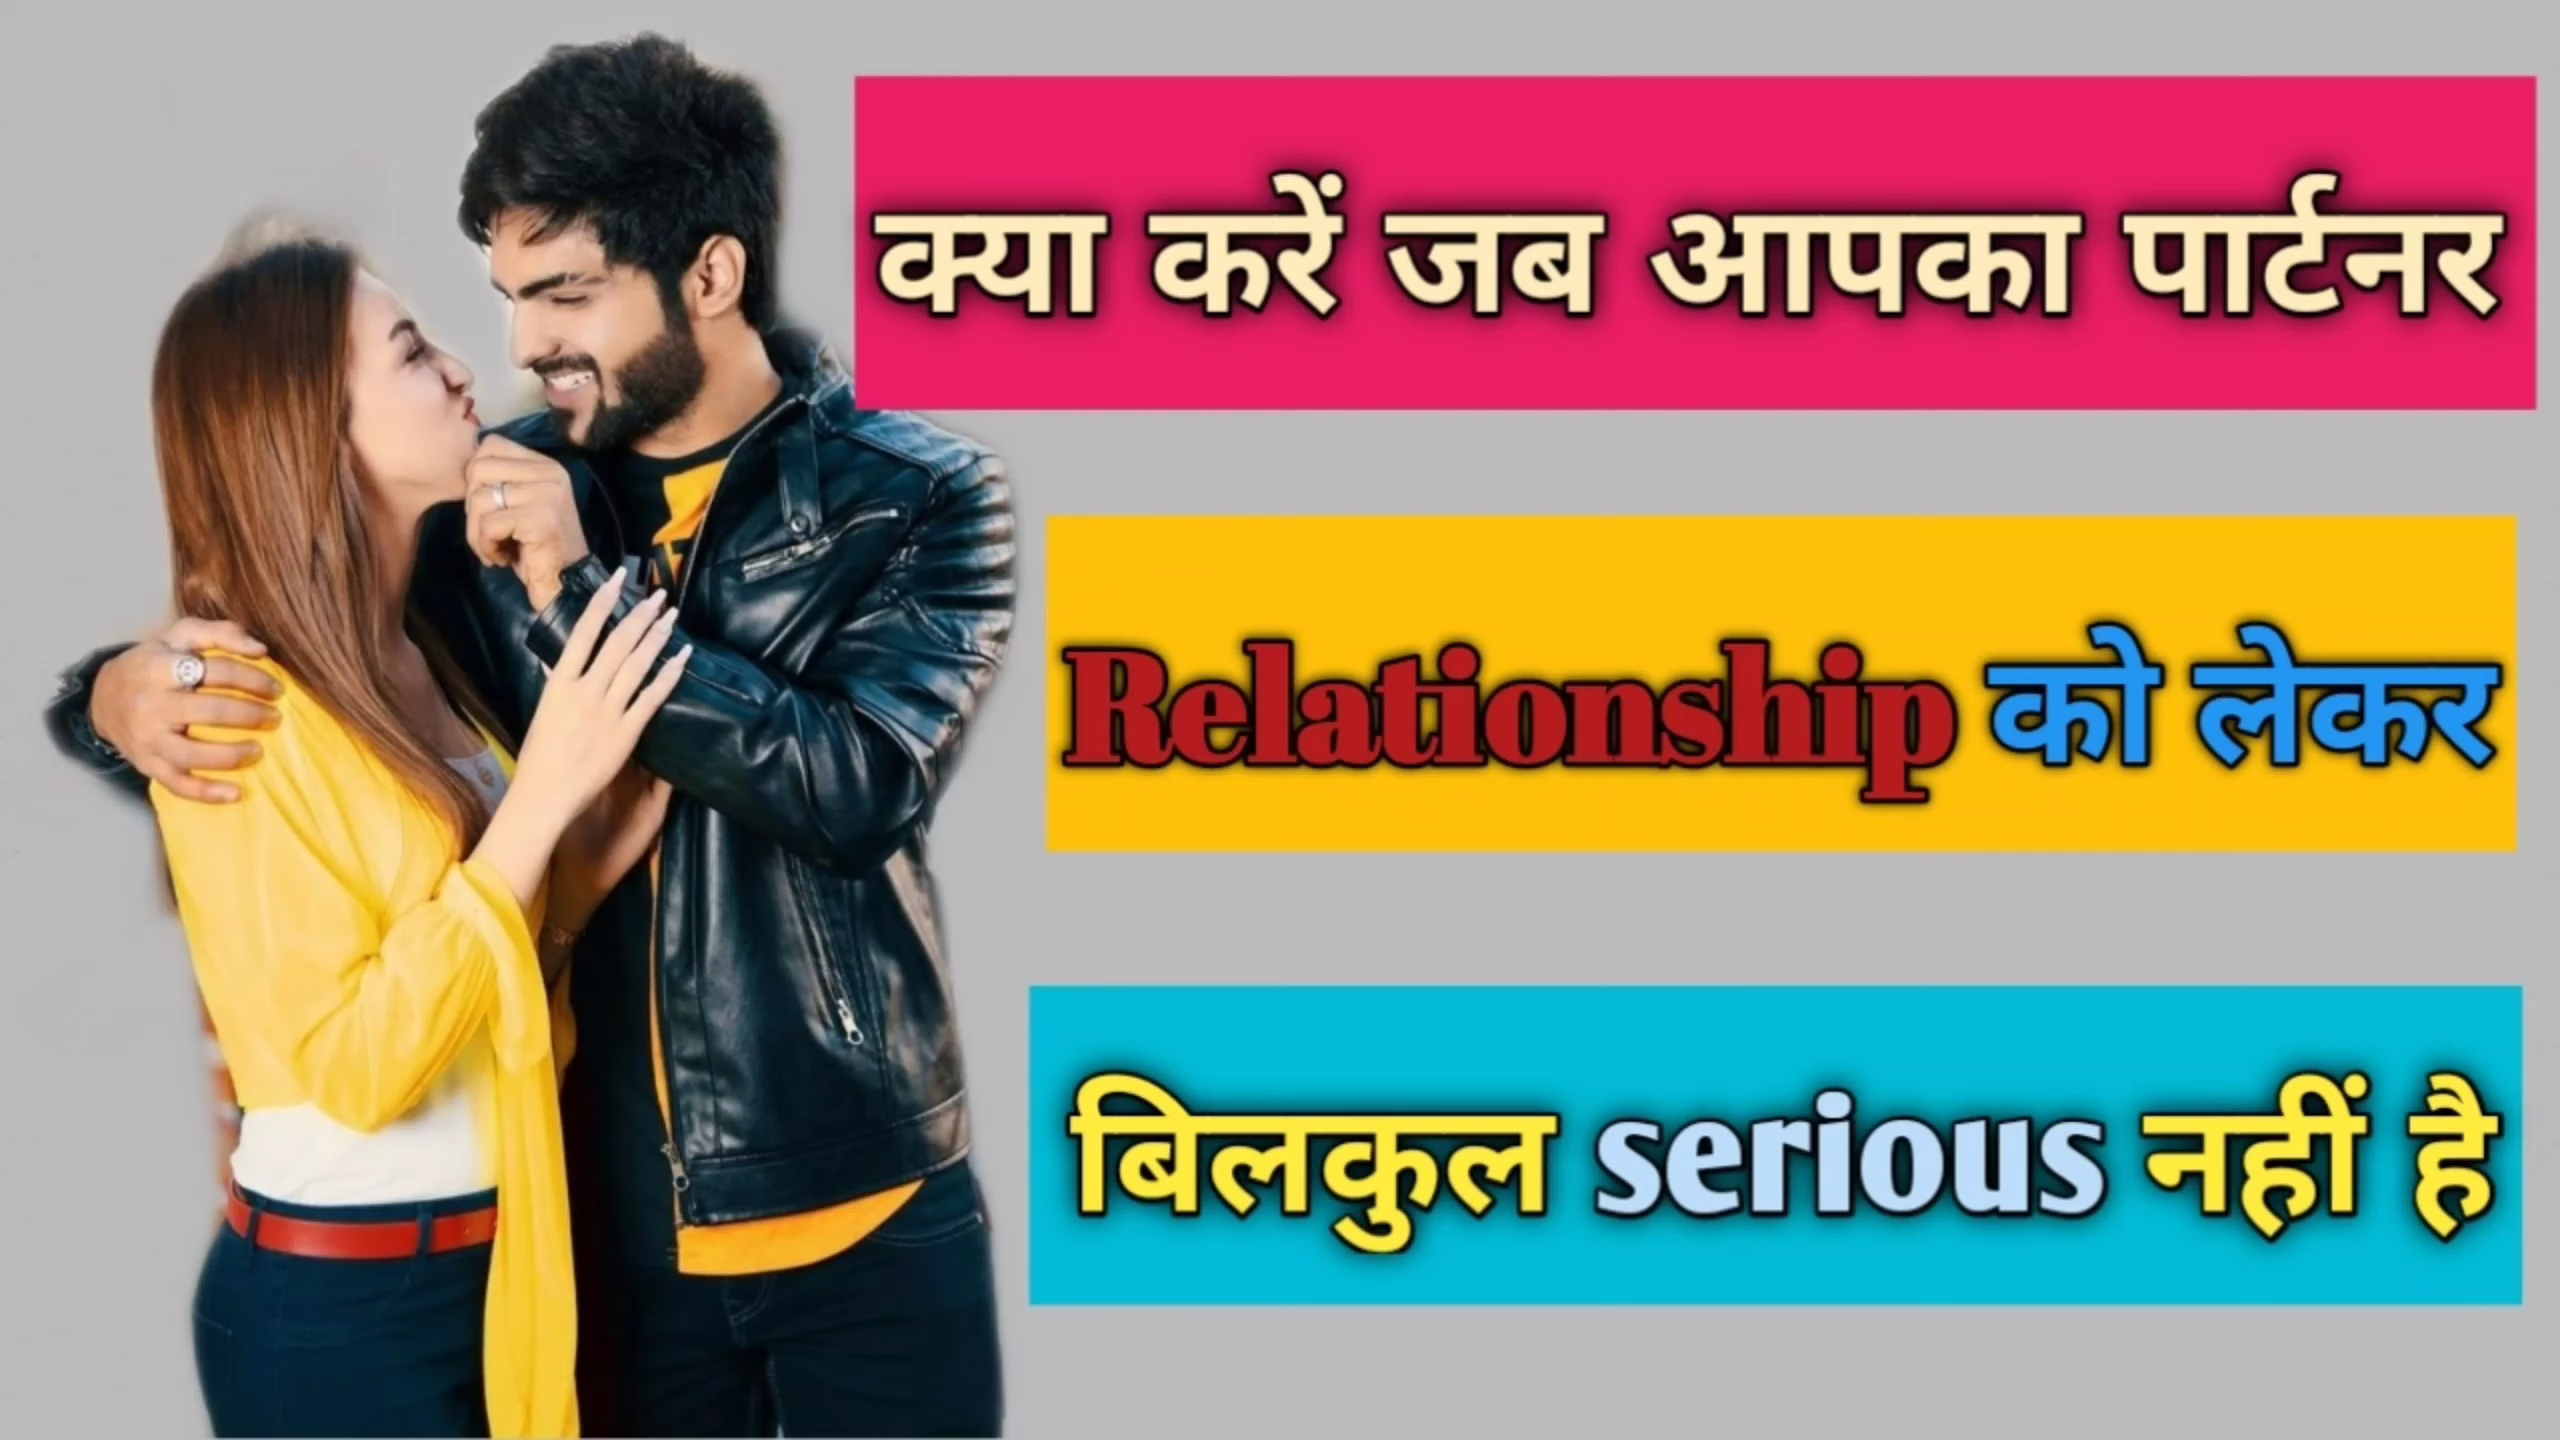 क्या करें जब आपका पार्टनर
Relationship को लेकर
बिलकुल serious नहीं है